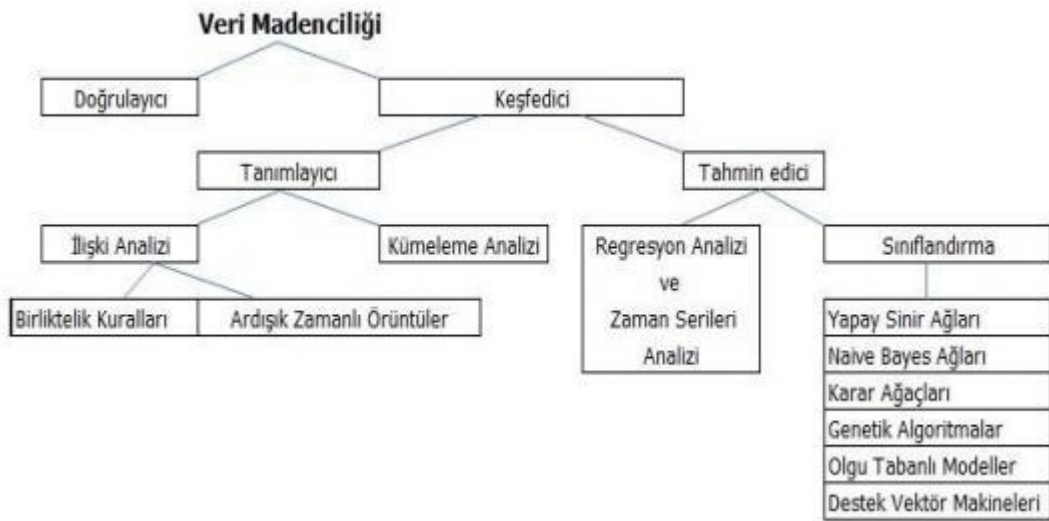 Veri Madenciliği
Doğrulayıcı
Keşfedici
Tanımlayıcı
Tahmin edici
İlişki Analizi
Kümeleme Analizi
Regresyon Analizi
ve
Zaman Serileri
Analizi
Sınıflandırma
Birliktelik Kuralları
Ardışık Zamanlı Örüntüler
Yapay Sinir Ağları
Naive Bayes Ağları
Karar Ağaçları
Genetik Algoritmalar
Olgu Tabanlı Modeller
Destek Vektör Makineleri